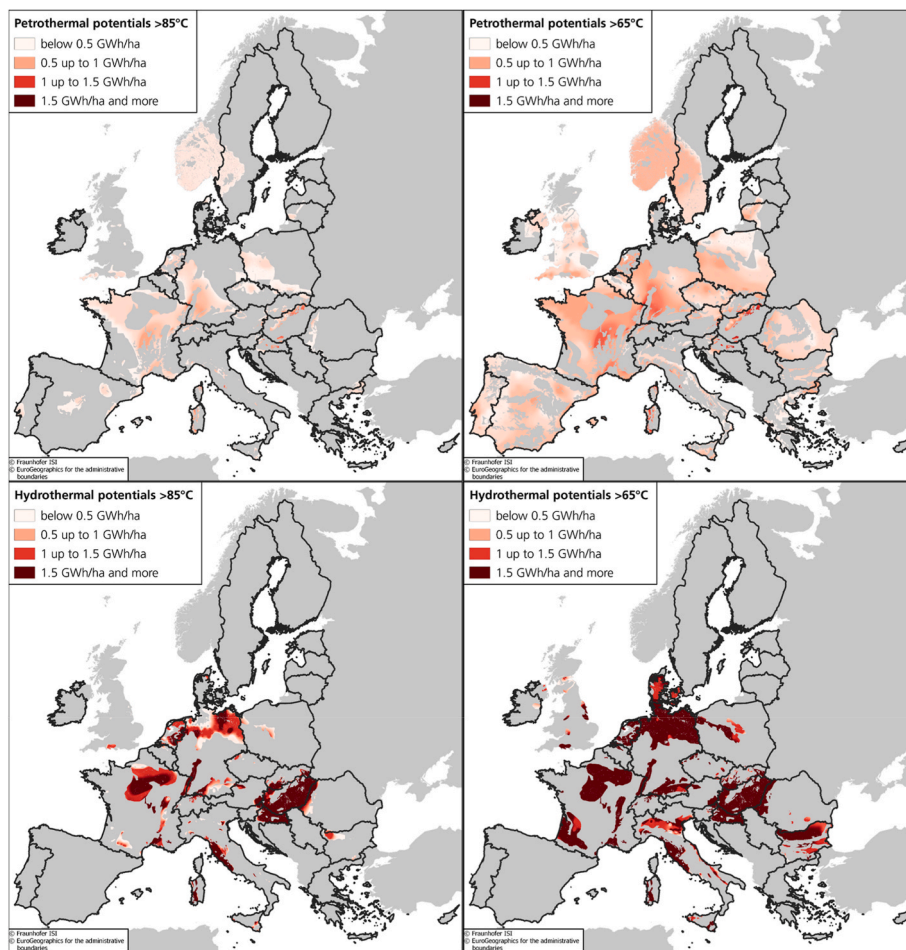 Petrothermal potentials >85°C
below 0.5 GWh/ha
0.5 up to 1 GWh/ha
1 up to 1.5 GWh/ha
1.5 GWh/ha and more
© Fraunhofer ISI
© EuroGeographics for the administrative
boundaries
Petrothermal potentials >65°C
below 0.5 GWh/ha
0.5 up to 1 GWh/ha
1 up to 1.5 GWh/ha
1.5 GWh/ha and more
© Fraunhofer ISI
© EuroGeographics for the administrative
boundaries
Hydrothermal potentials >85°C
below 0.5 GWh/ha
0.5 up to 1 GWh/ha
1 up to 1.5 GWh/ha
1.5 GWh/ha and more
© Fraunhofer ISI
© EuroGeographics for the administrative
boundaries
Hydrothermal potentials >65°C
below 0.5 GWh/ha
0.5 up to 1 GWh/ha
1 up to 1.5 GWh/ha
1.5 GWh/ha and more
© Fraunhofer ISI
© EuroGeographics for the administrative
boundaries